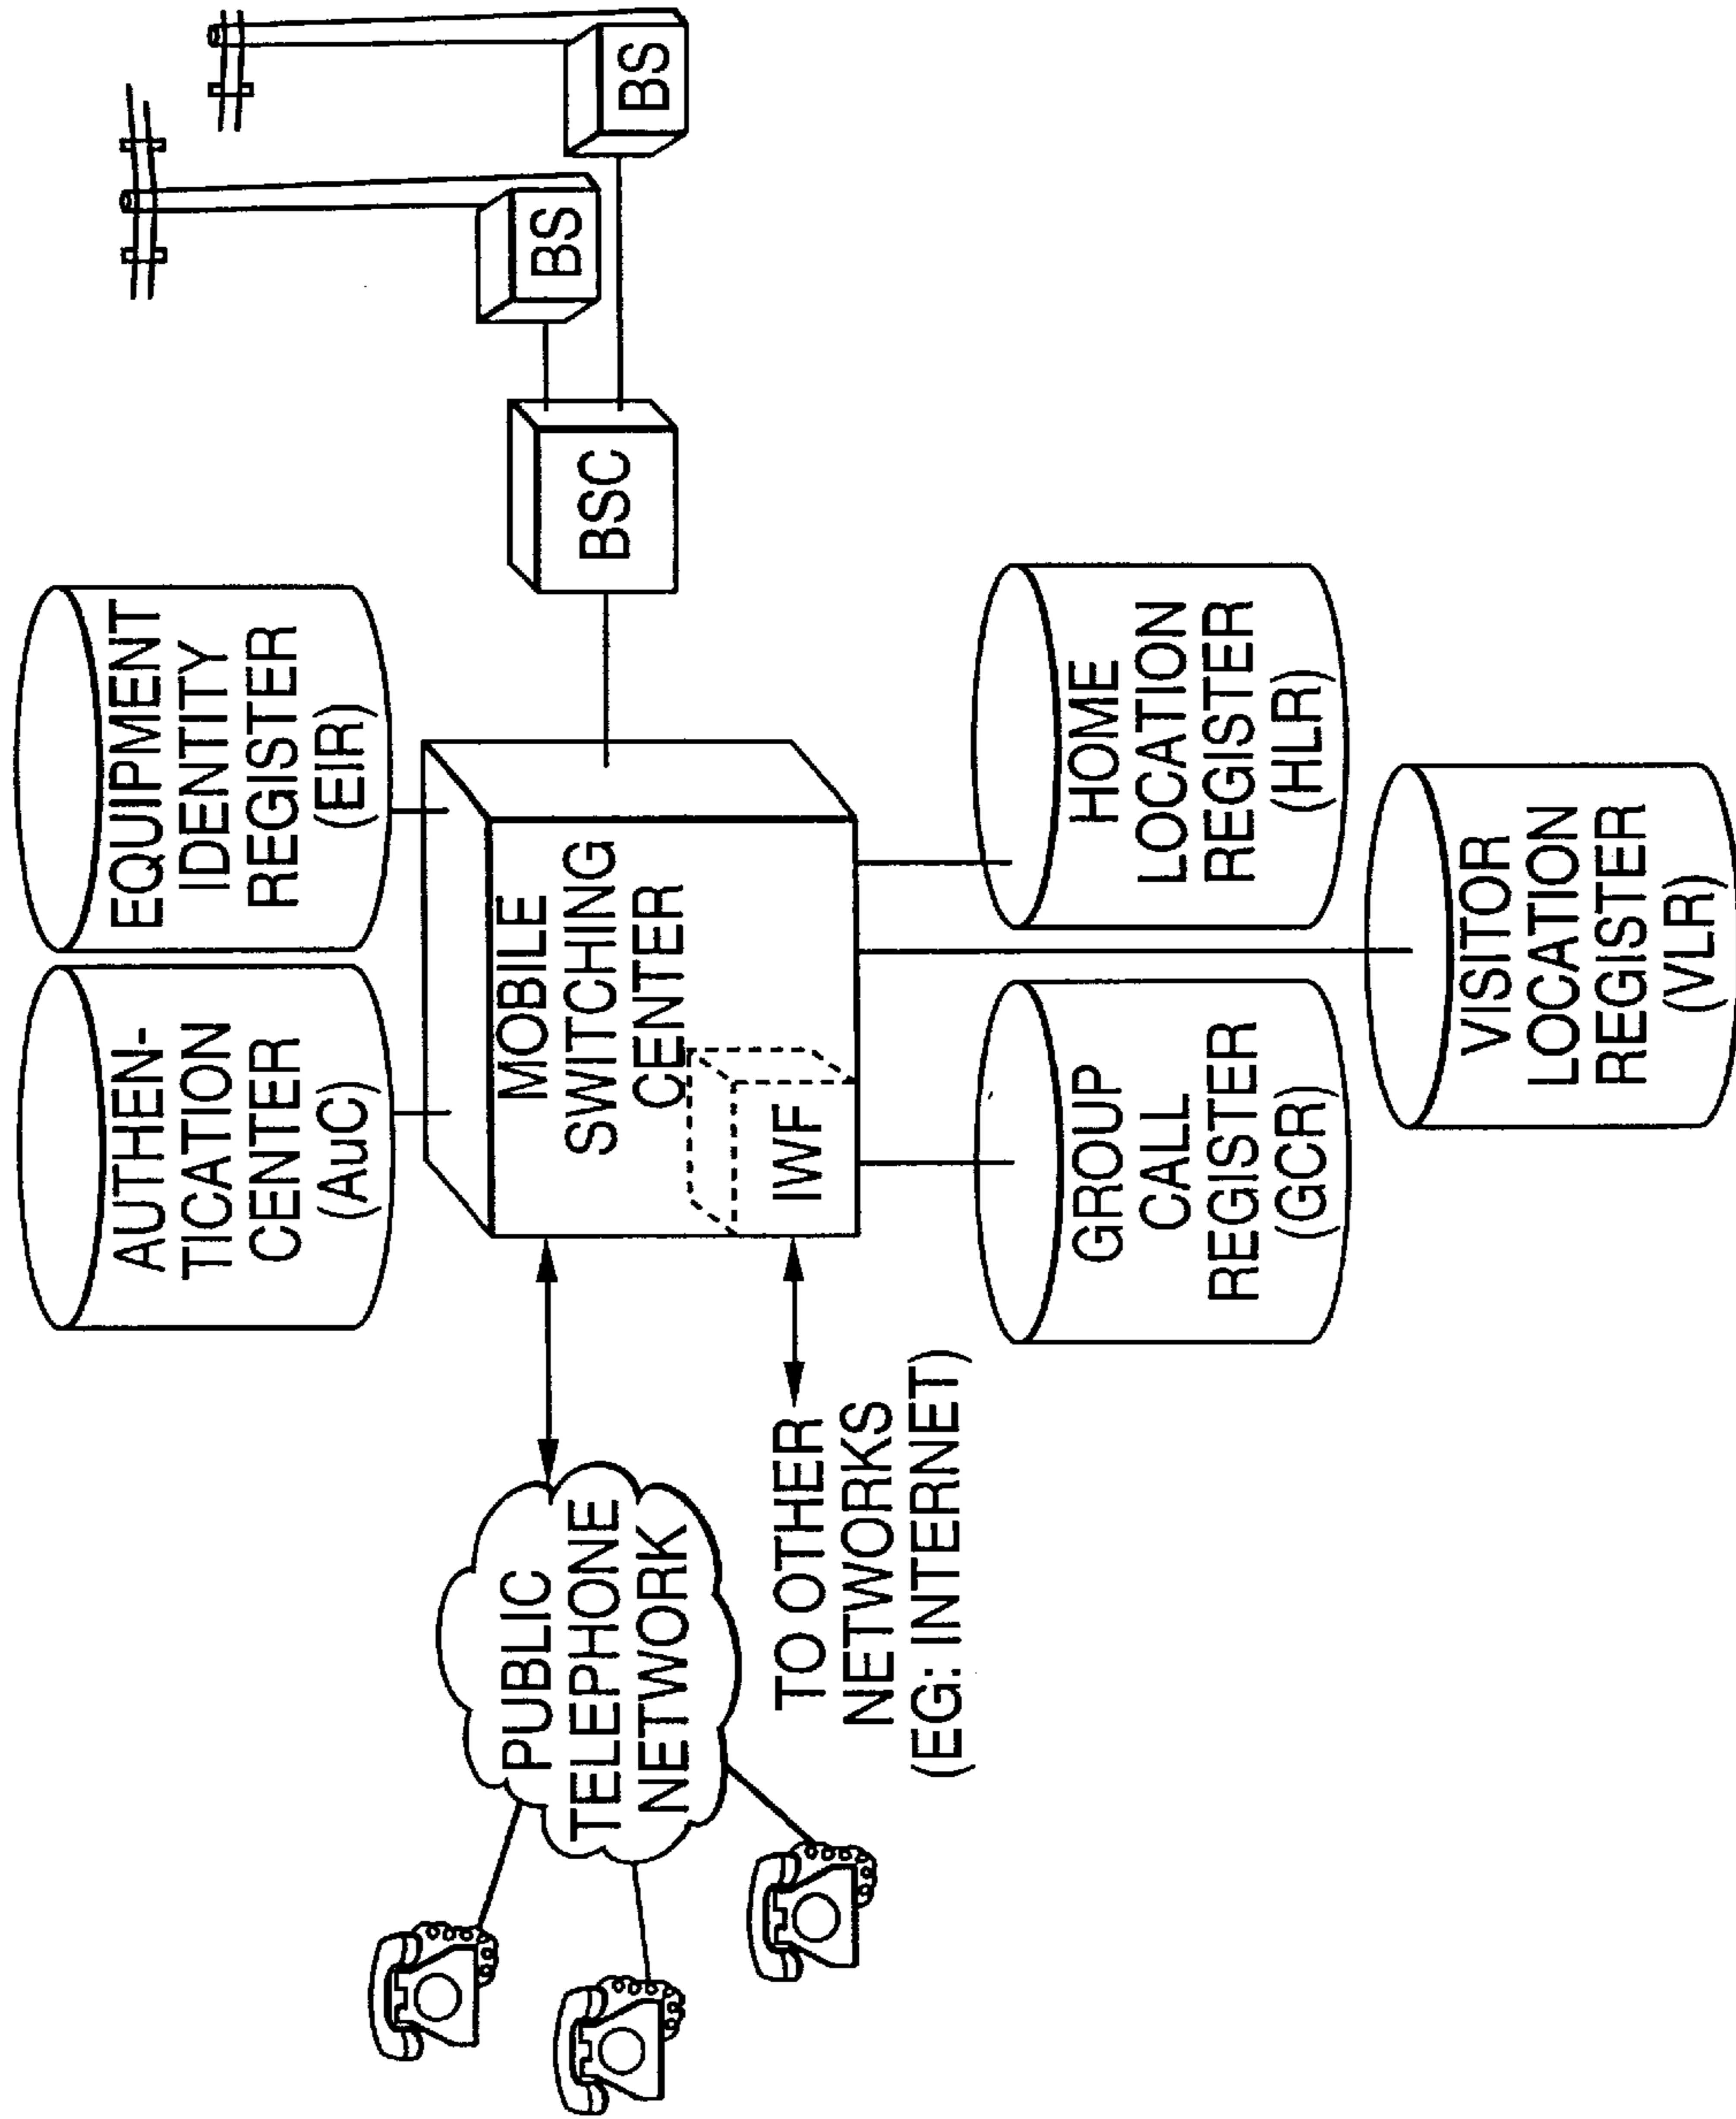 AUTHEN-
TICATION
CENTER
(AuC)
EQUIPMENT
IDENTITY
REGISTER
(EIR)
PUBLIC
TELEPHONE
NETWORK
MOBILE
SWITCHING
CENTER
IWF
BSC
BS
BS
TO OTHER
NETWORKS
(EG: INTERNET)
GROUP
CALL
REGISTER
(GCR)
HOME
LOCATION
REGISTER
(HLR)
VISITOR
LOCATION
REGISTER
(VLR)